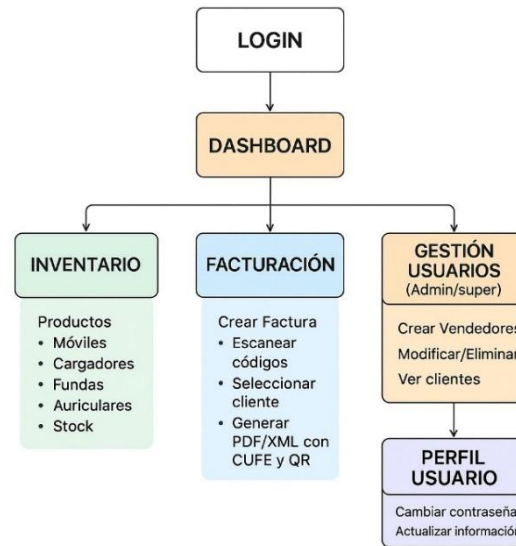 LOGIN
DASHBOARD
INVENTARIO
Productos
• Móviles
• Cargadores
• Fundas
• Auriculares
• Stock
FACTURACIÓN
Crear Factura
• Escanear
códigos
• Seleccionar
cliente
• Generar
PDF/XML con
CUFE y QR
GESTIÓN
USUARIOS
(Admin/super)
Crear Vendedores
Modificar/Eliminar
Ver clientes
PERFIL
USUARIO
Cambiar contraseña
Actualizar información